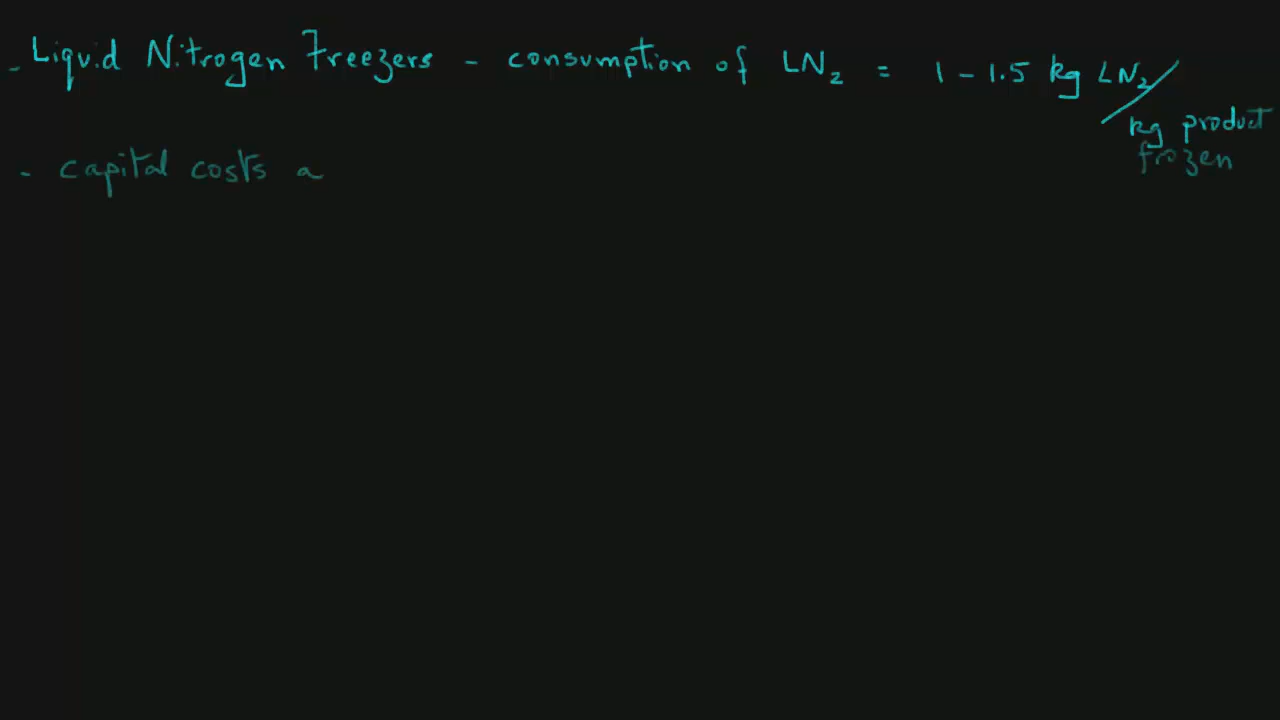 - Liquid Nitrogen Freezers - consumption of LN₂ = 1 - 1.5 kg LN₂/
kg product
frozen
- capital costs a